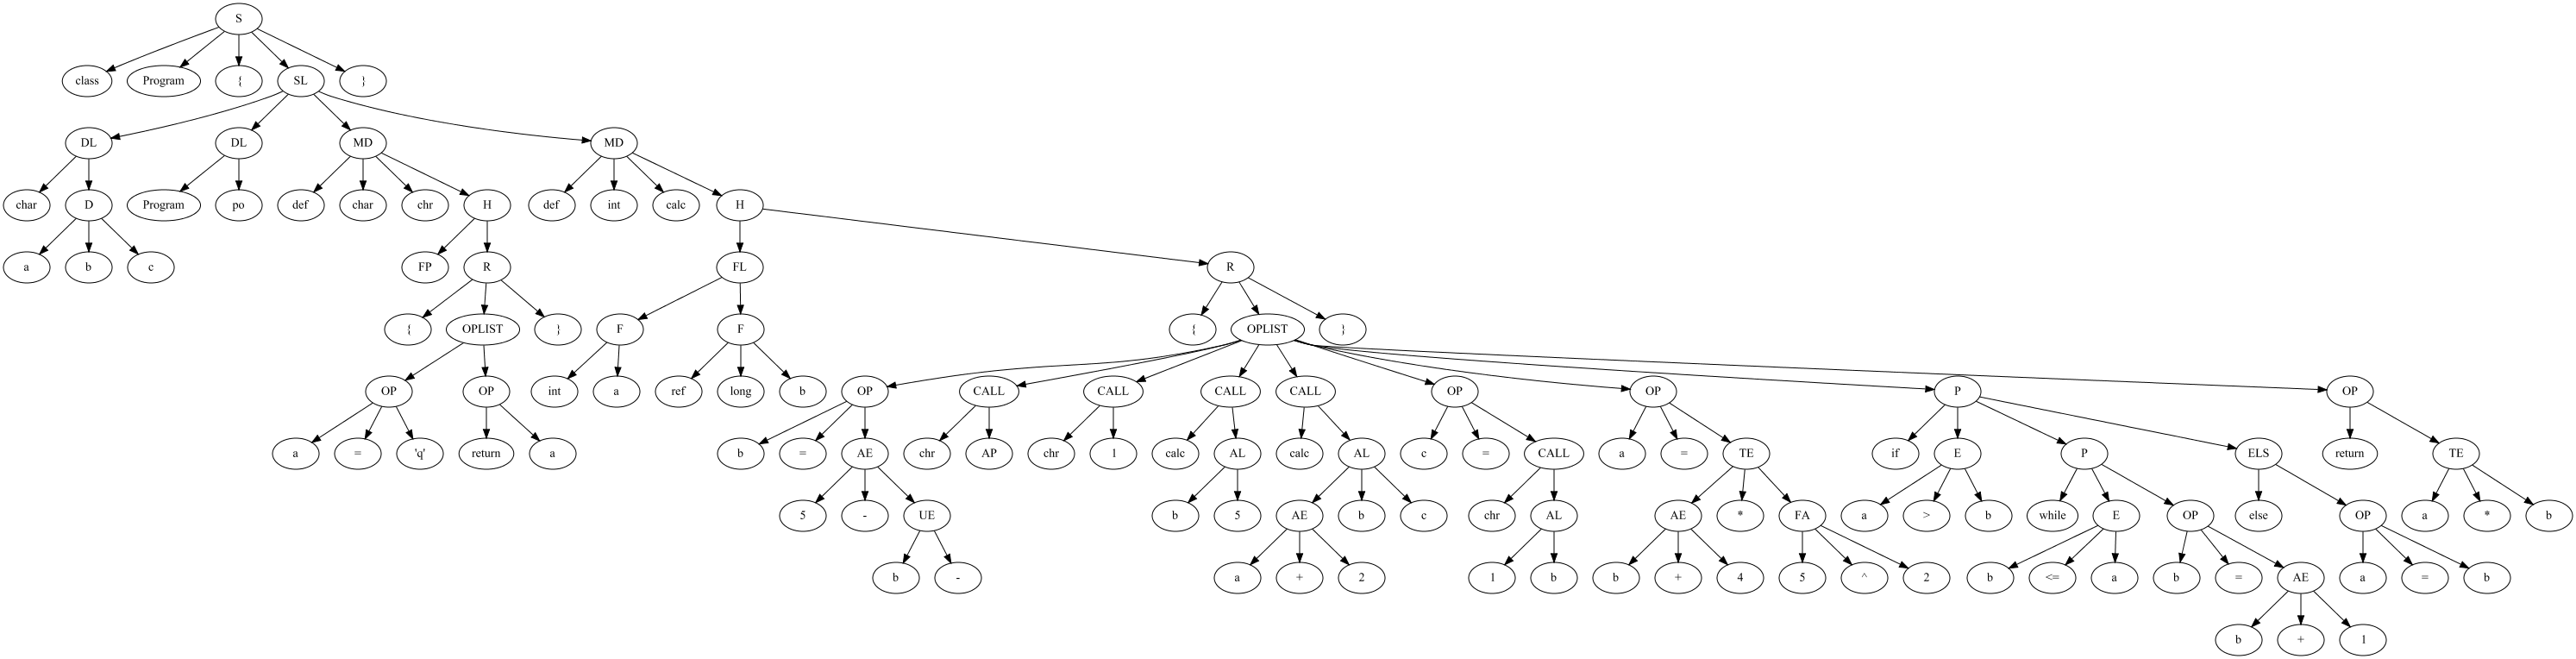 S
class Program { SL }
DL DL MD MD
char D Program po def char chr H def int calc H
a b c FP R FL R
{ OPLIST } F F { OPLIST }
OP OP int a ref long b OP CALL CALL CALL CALL OP OP P OP
a = 'q' return a b = AE chr AP chr 1 calc AL calc AL c = CALL a = TE if E P ELS return TE
5 - UE b 5 AE b c chr AL AE * FA a > b while E OP else OP a * b
b - a + 2 1 b b + 4 5 ^ 2 b <= a b = AE a = b
b + 1